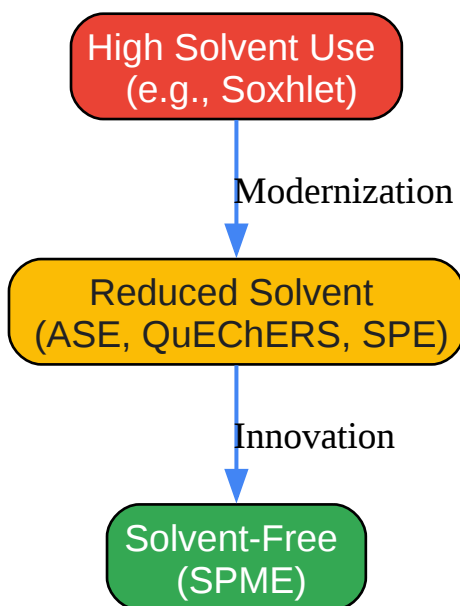 High Solvent Use
(e.g., Soxhlet)
Modernization
Reduced Solvent
(ASE, QuEChERS, SPE)
Innovation
Solvent-Free
(SPME)